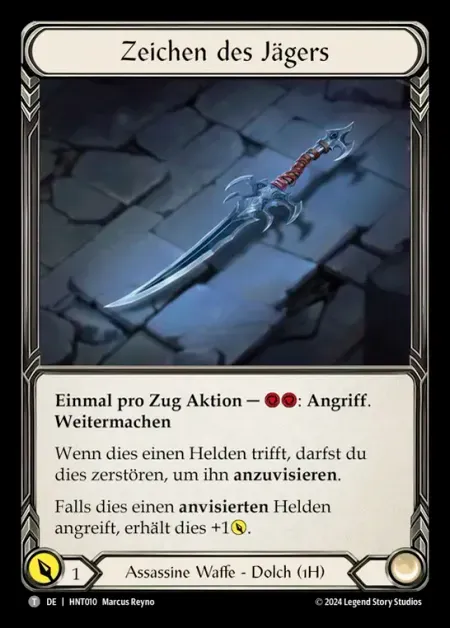 Zeichen des Jägers
Einmal pro Zug Aktion — : Angriff.
Weitermachen
Wenn dies einen Helden trifft, darfst du
dies zerstören, um ihn anzuvisieren.
Falls dies einen anvisierten Helden
angreift, erhält dies +1.
1
Assassine Waffe - Dolch (1H)
T DE | HNT010 Marcus Reyno
© 2024 Legend Story Studios